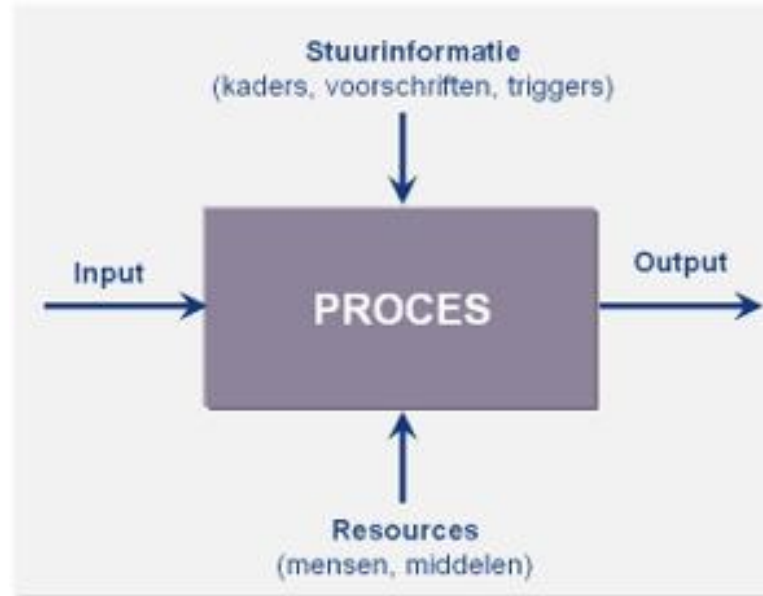 Stuurinformatie
(kaders, voorschriften, triggers)
Input
PROCES
Output
Resources
(mensen, middelen)